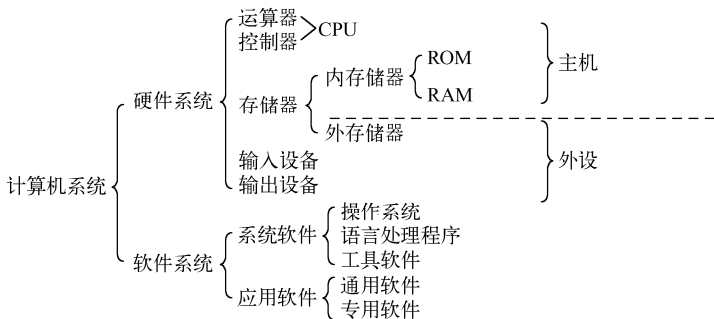 运算器
控制器
CPU
内存储器
ROM
RAM
主机
硬件系统
存储器
外存储器
输入设备
输出设备
外设
计算机系统
操作系统
系统软件
语言处理程序
工具软件
软件系统
通用软件
应用软件
专用软件